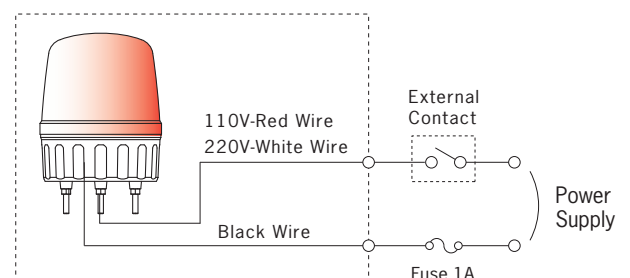 110V-Red Wire
220V-White Wire
External
Contact
Power
Supply
Black Wire
Fuse 1A